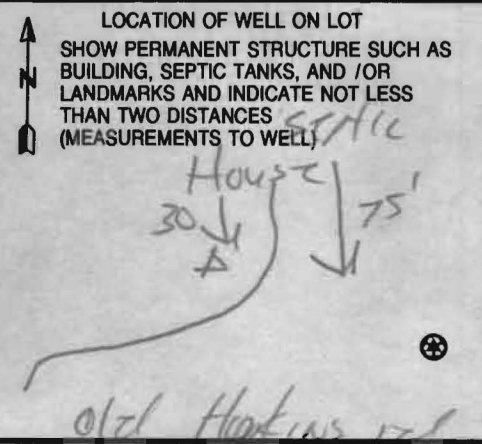 LOCATION OF WELL ON LOT
SHOW PERMANENT STRUCTURE SUCH AS
BUILDING, SEPTIC TANKS, AND /OR
LANDMARKS AND INDICATE NOT LESS
THAN TWO DISTANCES
(MEASUREMENTS TO WELL)
N
House
30
75'
Old Hopkins rd